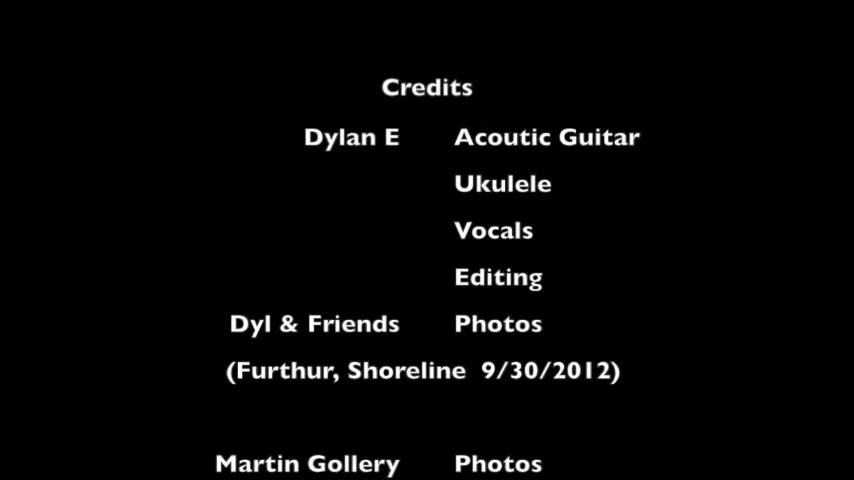 Credits
Dylan E Acoutic Guitar
Ukulele
Vocals
Editing
Dyl & Friends Photos
(Furthur, Shoreline 9/30/2012)
Martin Gollery Photos